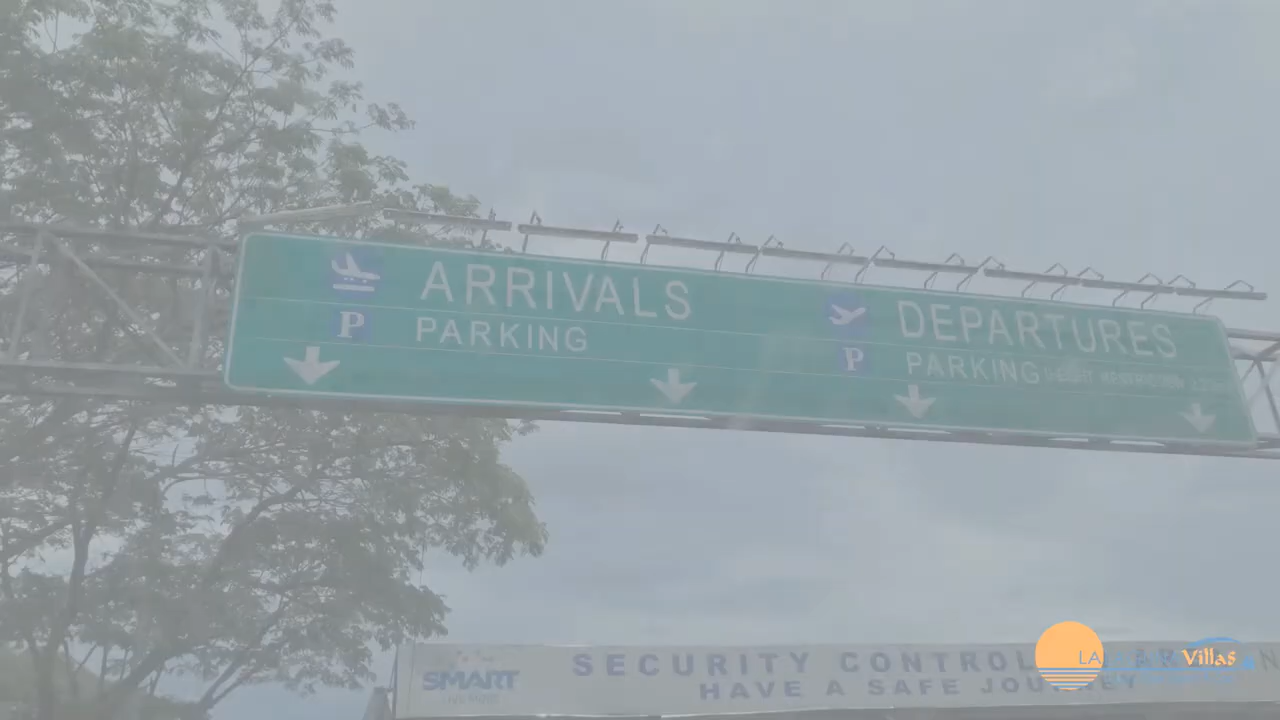 ARRIVALS
P PARKING
DEPARTURES
P PARKING
SMART
SECURITY CONTROL
HAVE A SAFE JOURNEY
Villas